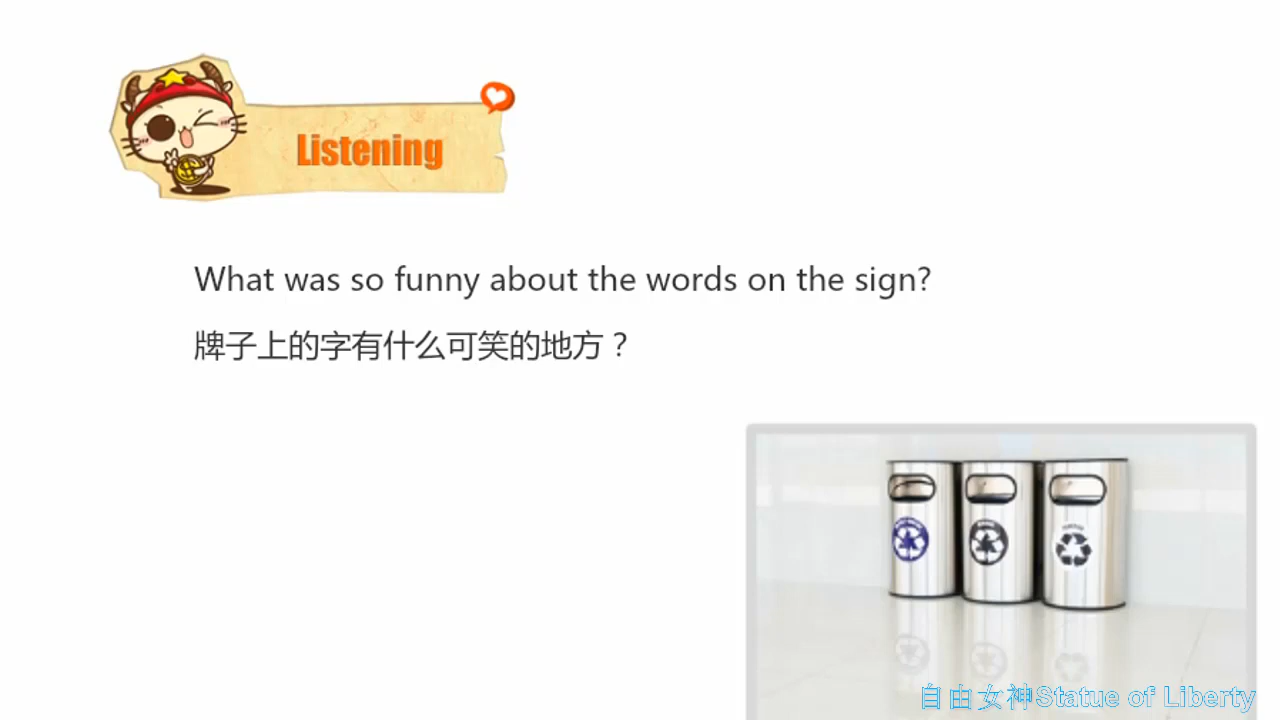 Listening
What was so funny about the words on the sign?
牌子上的字有什么可笑的地方？
自由女神Statue of Liberty